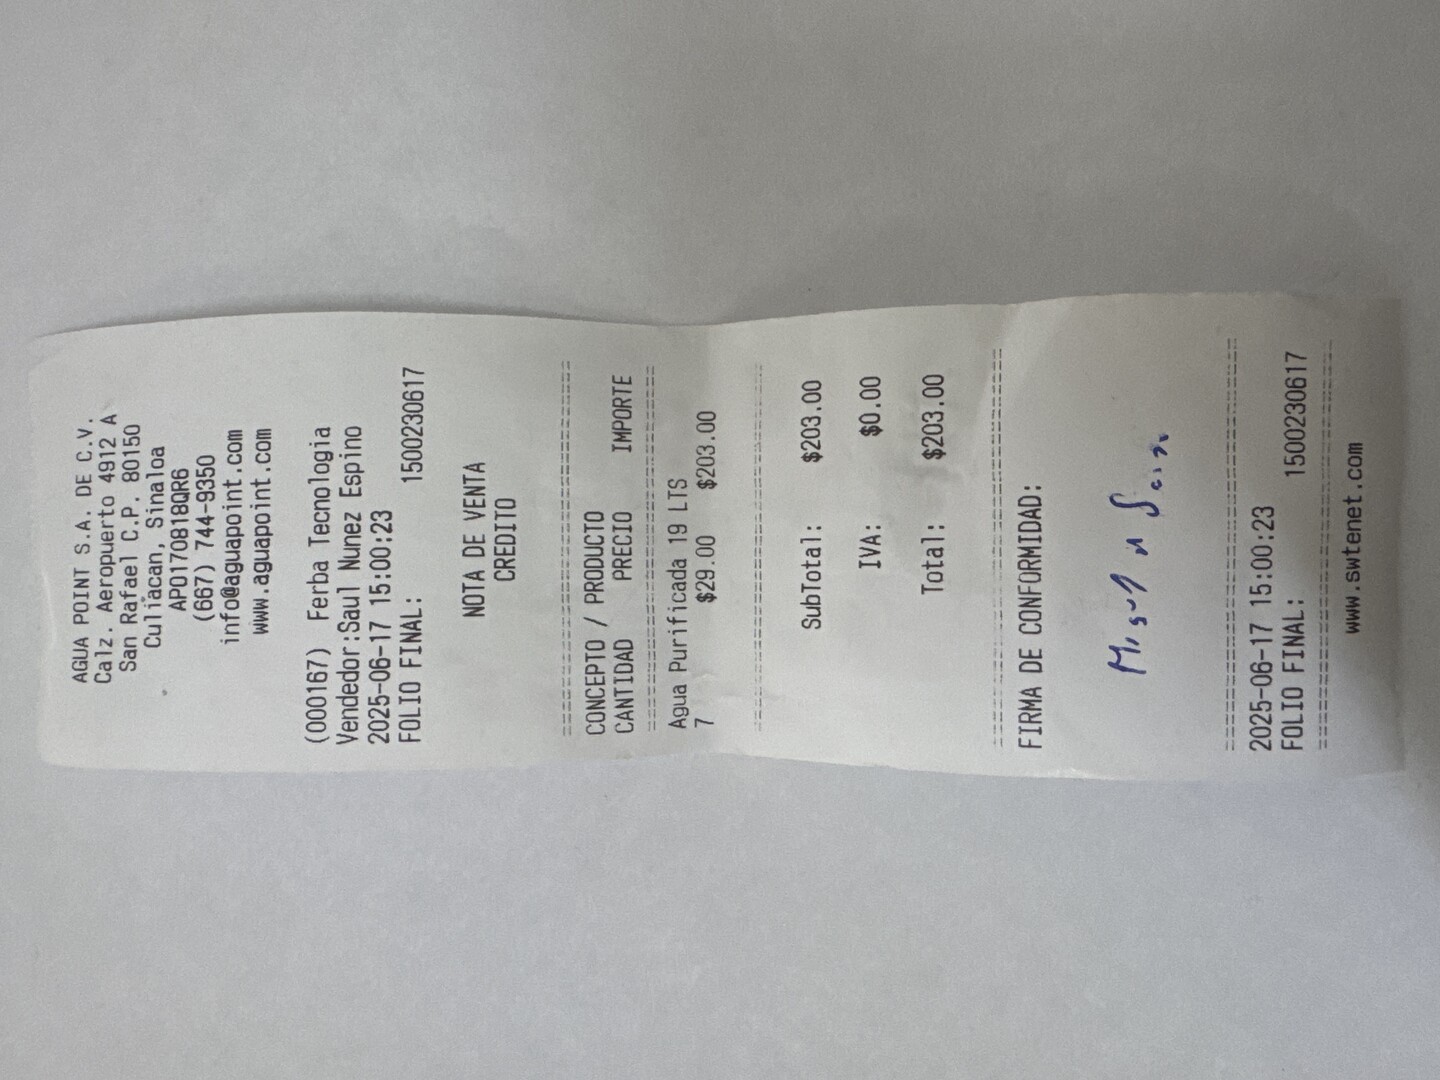 AGUA POINT S.A. DE C.V.
Calz. Aeropuerto 4912 A
San Rafael C.P. 80150
Culiacan, Sinaloa
APO170818QR6
(667) 744-9350
info@aguapoint.com
www.aguapoint.com
(000167) Ferba Tecnologia
Vendedor:Saul Nunez Espino
2025-06-17 15:00:23
FOLIO FINAL: 1500230617
NOTA DE VENTA
CREDITO
==============================
CONCEPTO / PRODUCTO
CANTIDAD PRECIO IMPORTE
==============================
Agua Purificada 19 LTS
7 $29.00 $203.00
==============================
SubTotal: $203.00
IVA: $0.00
Total: $203.00
==============================
FIRMA DE CONFORMIDAD:
Miguel
==============================
2025-06-17 15:00:23
FOLIO FINAL: 1500230617
==============================
www.swtenet.com